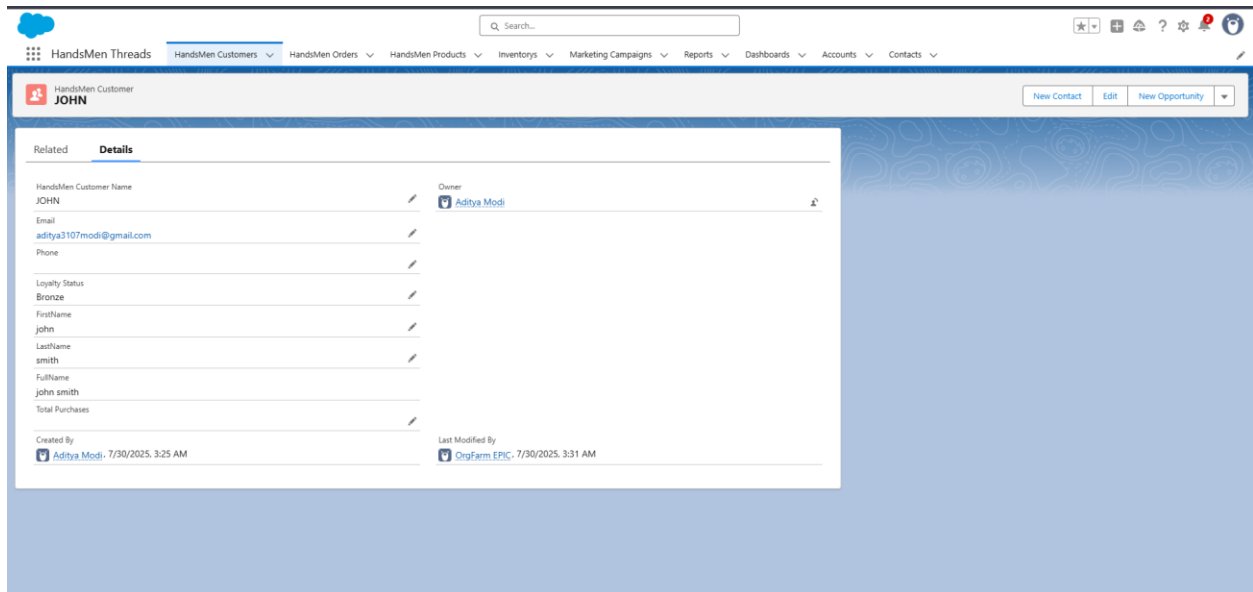 Search...
2
HandsMen Threads HandsMen Customers HandsMen Orders HandsMen Products Inventorys Marketing Campaigns Reports Dashboards Accounts Contacts
HandsMen Customer
JOHN
New Contact Edit New Opportunity
Related Details
HandsMen Customer Name
JOHN
Owner
Aditya Modi
Email
aditya3107modi@gmail.com
Phone
Loyalty Status
Bronze
FirstName
john
LastName
smith
FullName
john smith
Total Purchases
Created By
Aditya Modi, 7/30/2025, 3:25 AM
Last Modified By
OrgFarm EPIC, 7/30/2025, 3:31 AM